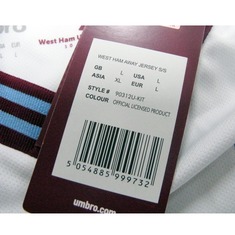 umbro
West Ham
WEST HAM AWAY JERSEY S/S
GB L USA L
ASIA XL EUR L
STYLE # 90312U-KIT
COLOUR OFFICIAL LICENSED PRODUCT
5 054885 999732
umbro.com